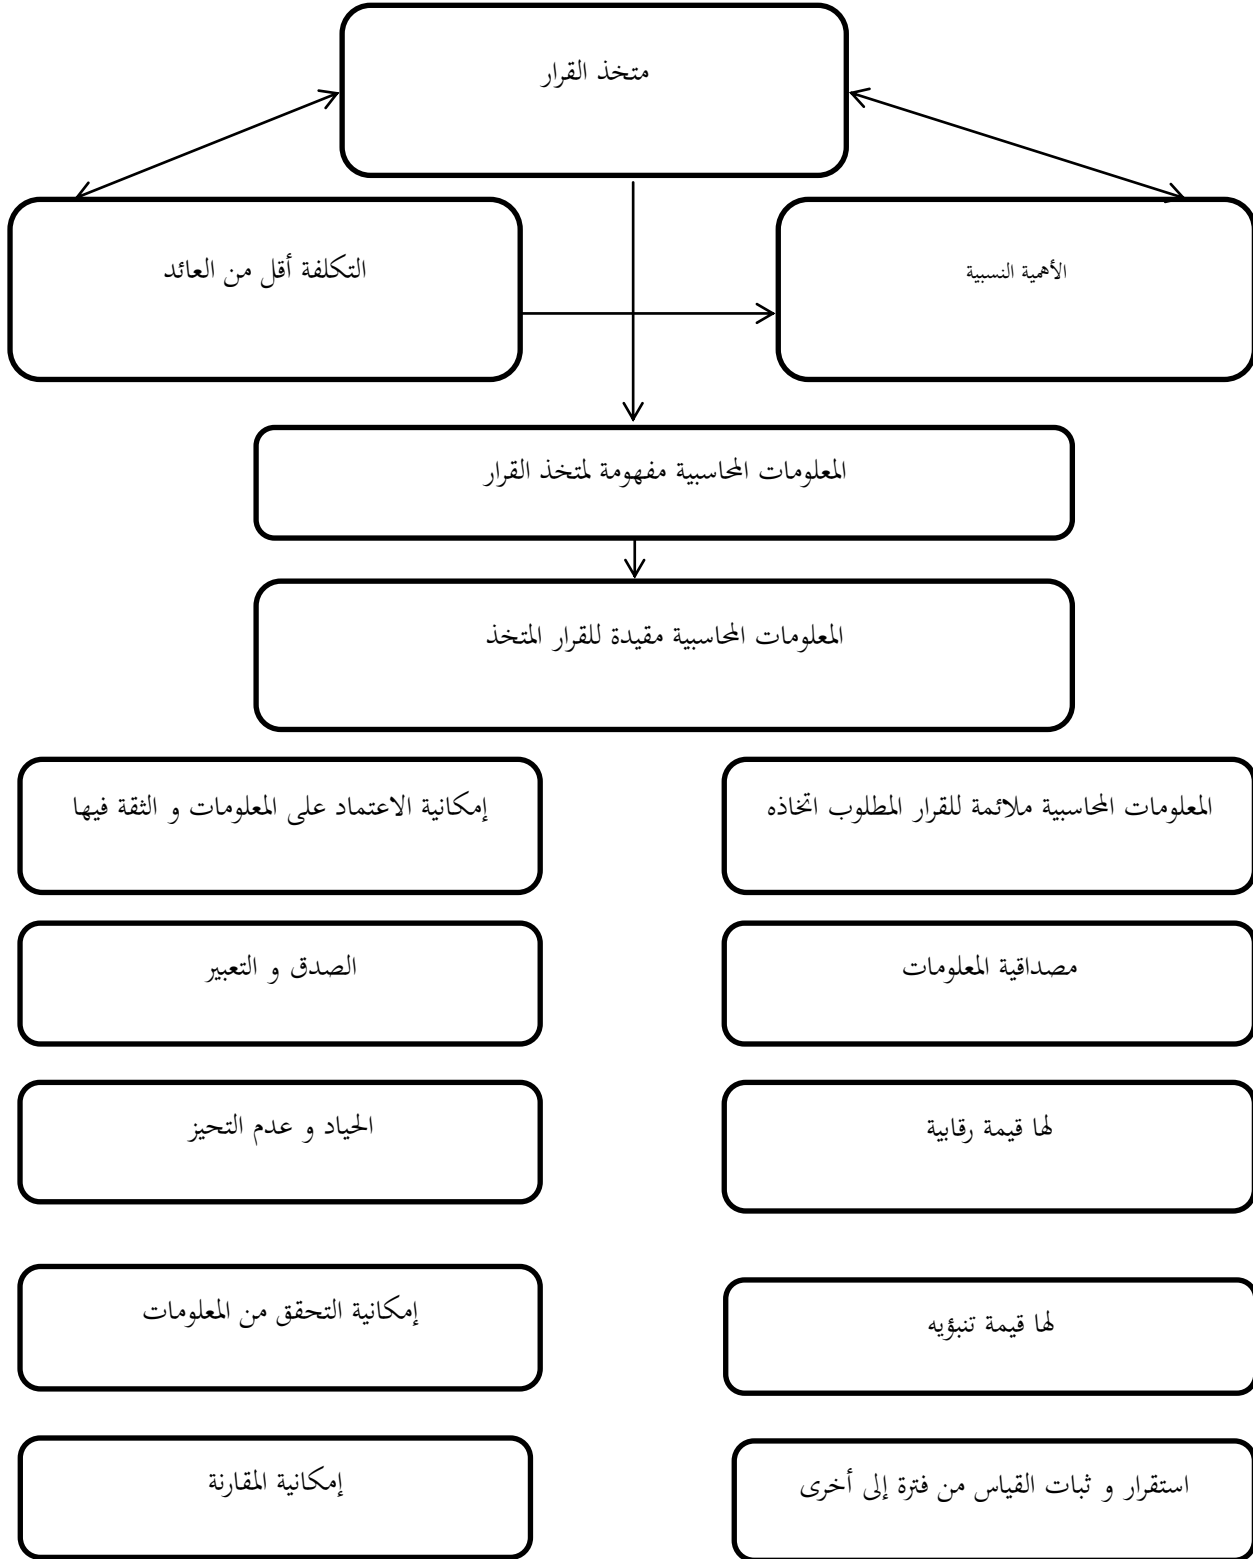 متخذ القرار
الأهمية النسبية
التكلفة أقل من العائد
المعلومات المحاسبية مفهومة لمتخذ القرار
المعلومات المحاسبية مقيدة للقرار المتخذ
المعلومات المحاسبية ملائمة للقرار المطلوب اتخاذه
إمكانية الاعتماد على المعلومات و الثقة فيها
مصداقية المعلومات
الصدق و التعبير
لها قيمة رقابية
الحياد و عدم التحيز
لها قيمة تنبؤيه
إمكانية التحقق من المعلومات
استقرار و ثبات القياس من فترة إلى أخرى
إمكانية المقارنة